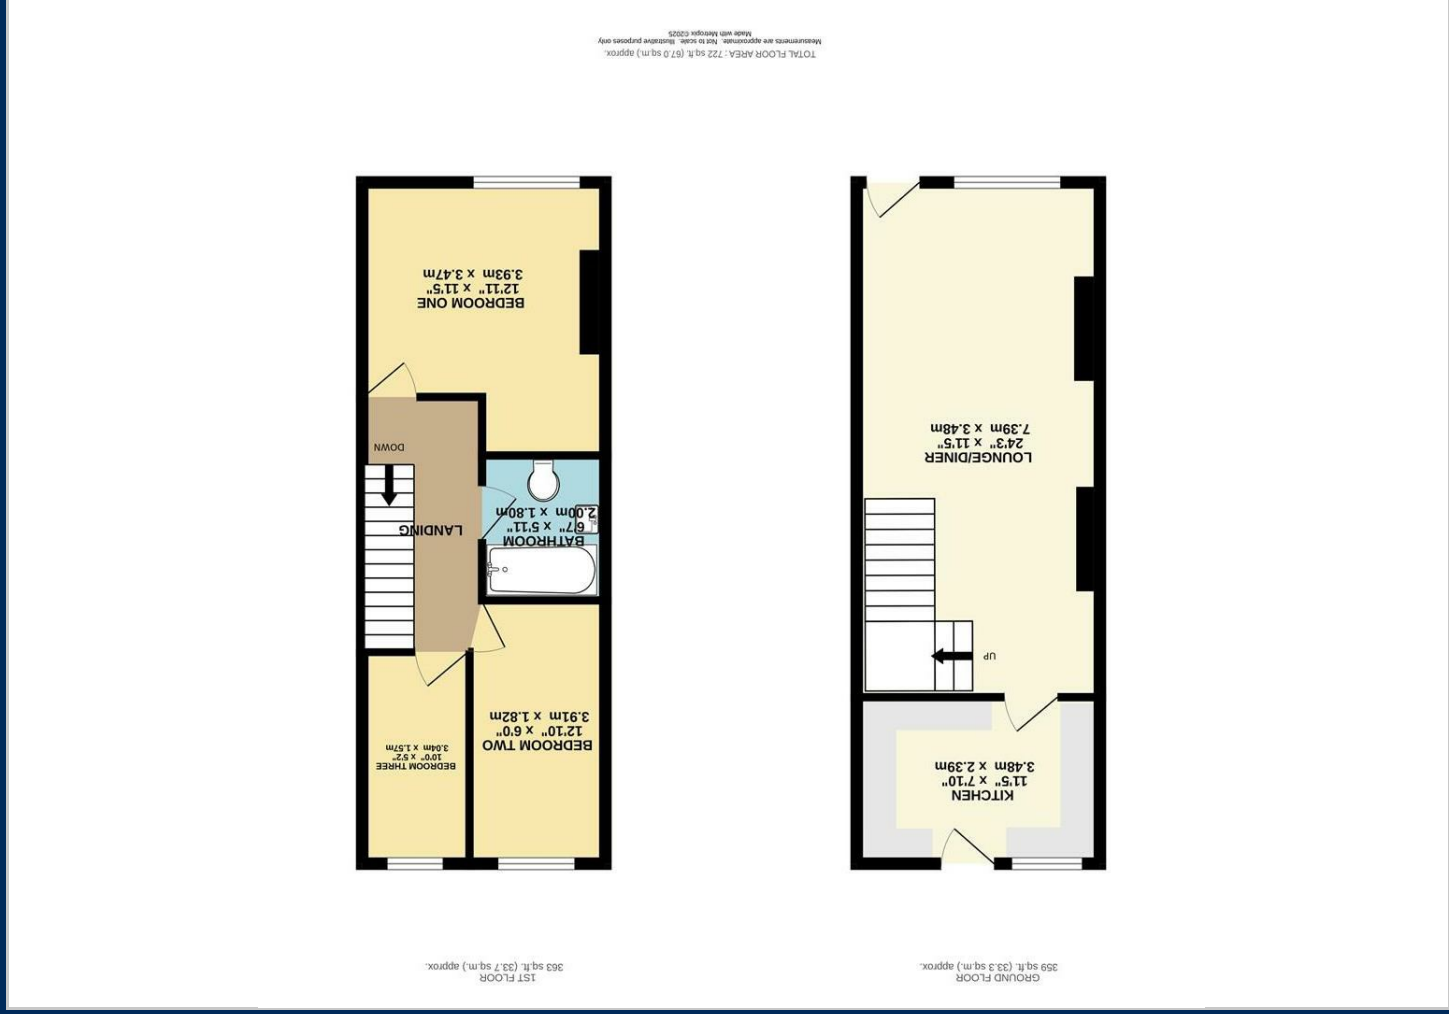 GROUND FLOOR
359 sq.ft. (33.3 sq.m.) approx.
1ST FLOOR
363 sq.ft. (33.7 sq.m.) approx.
KITCHEN
11'5" x 7'10"
3.48m x 2.39m
UP
LOUNGE/DINER
24'3" x 11'5"
7.39m x 3.48m
BEDROOM THREE
10'0" x 5'2"
3.04m x 1.57m
BEDROOM TWO
12'10" x 6'0"
3.91m x 1.82m
BATHROOM
6'7" x 5'11"
2.00m x 1.80m
LANDING
DOWN
BEDROOM ONE
12'11" x 11'5"
3.93m x 3.47m
TOTAL FLOOR AREA : 722 sq.ft. (67.0 sq.m.) approx.
Measurements are approximate. Not to scale. Illustrative purposes only
Made with Metropix ©2025